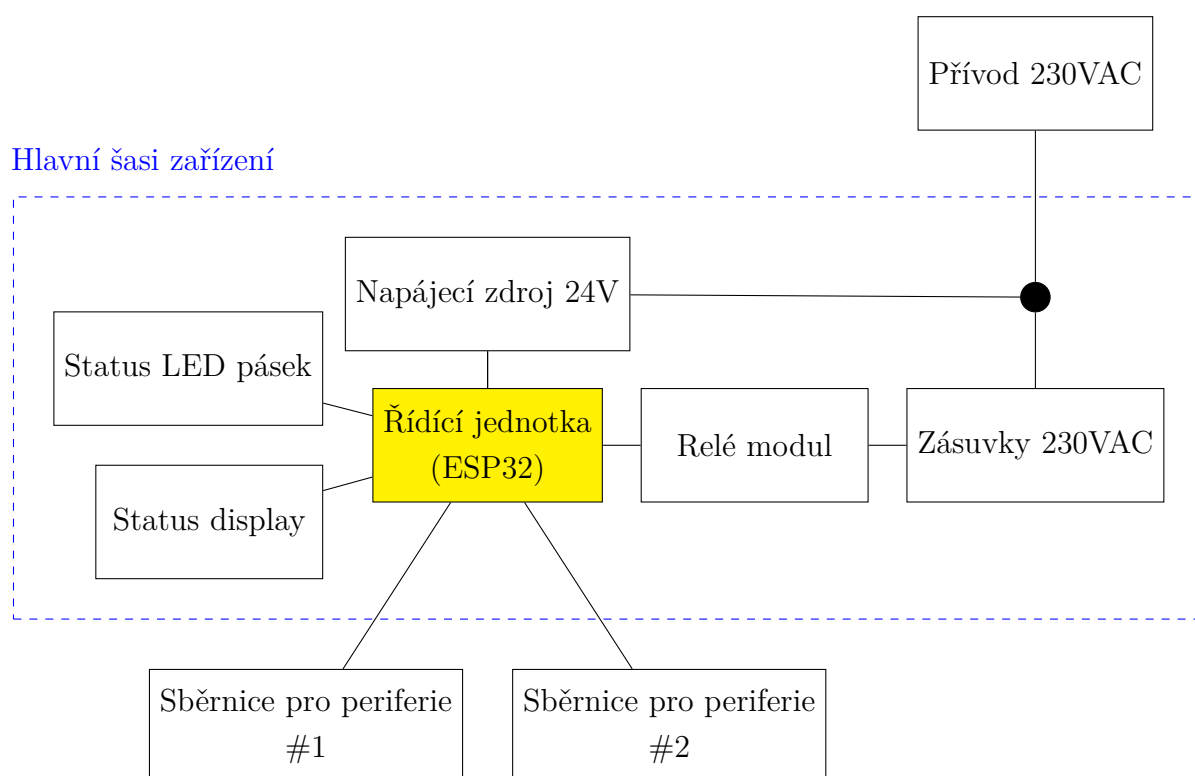 Přívod 230VAC
Hlavní šasi zařízení
Napájecí zdroj 24V
Status LED pásek
Řídící jednotka
(ESP32)
Relé modul
Zásuvky 230VAC
Status display
Sběrnice pro periferie
#1
Sběrnice pro periferie
#2